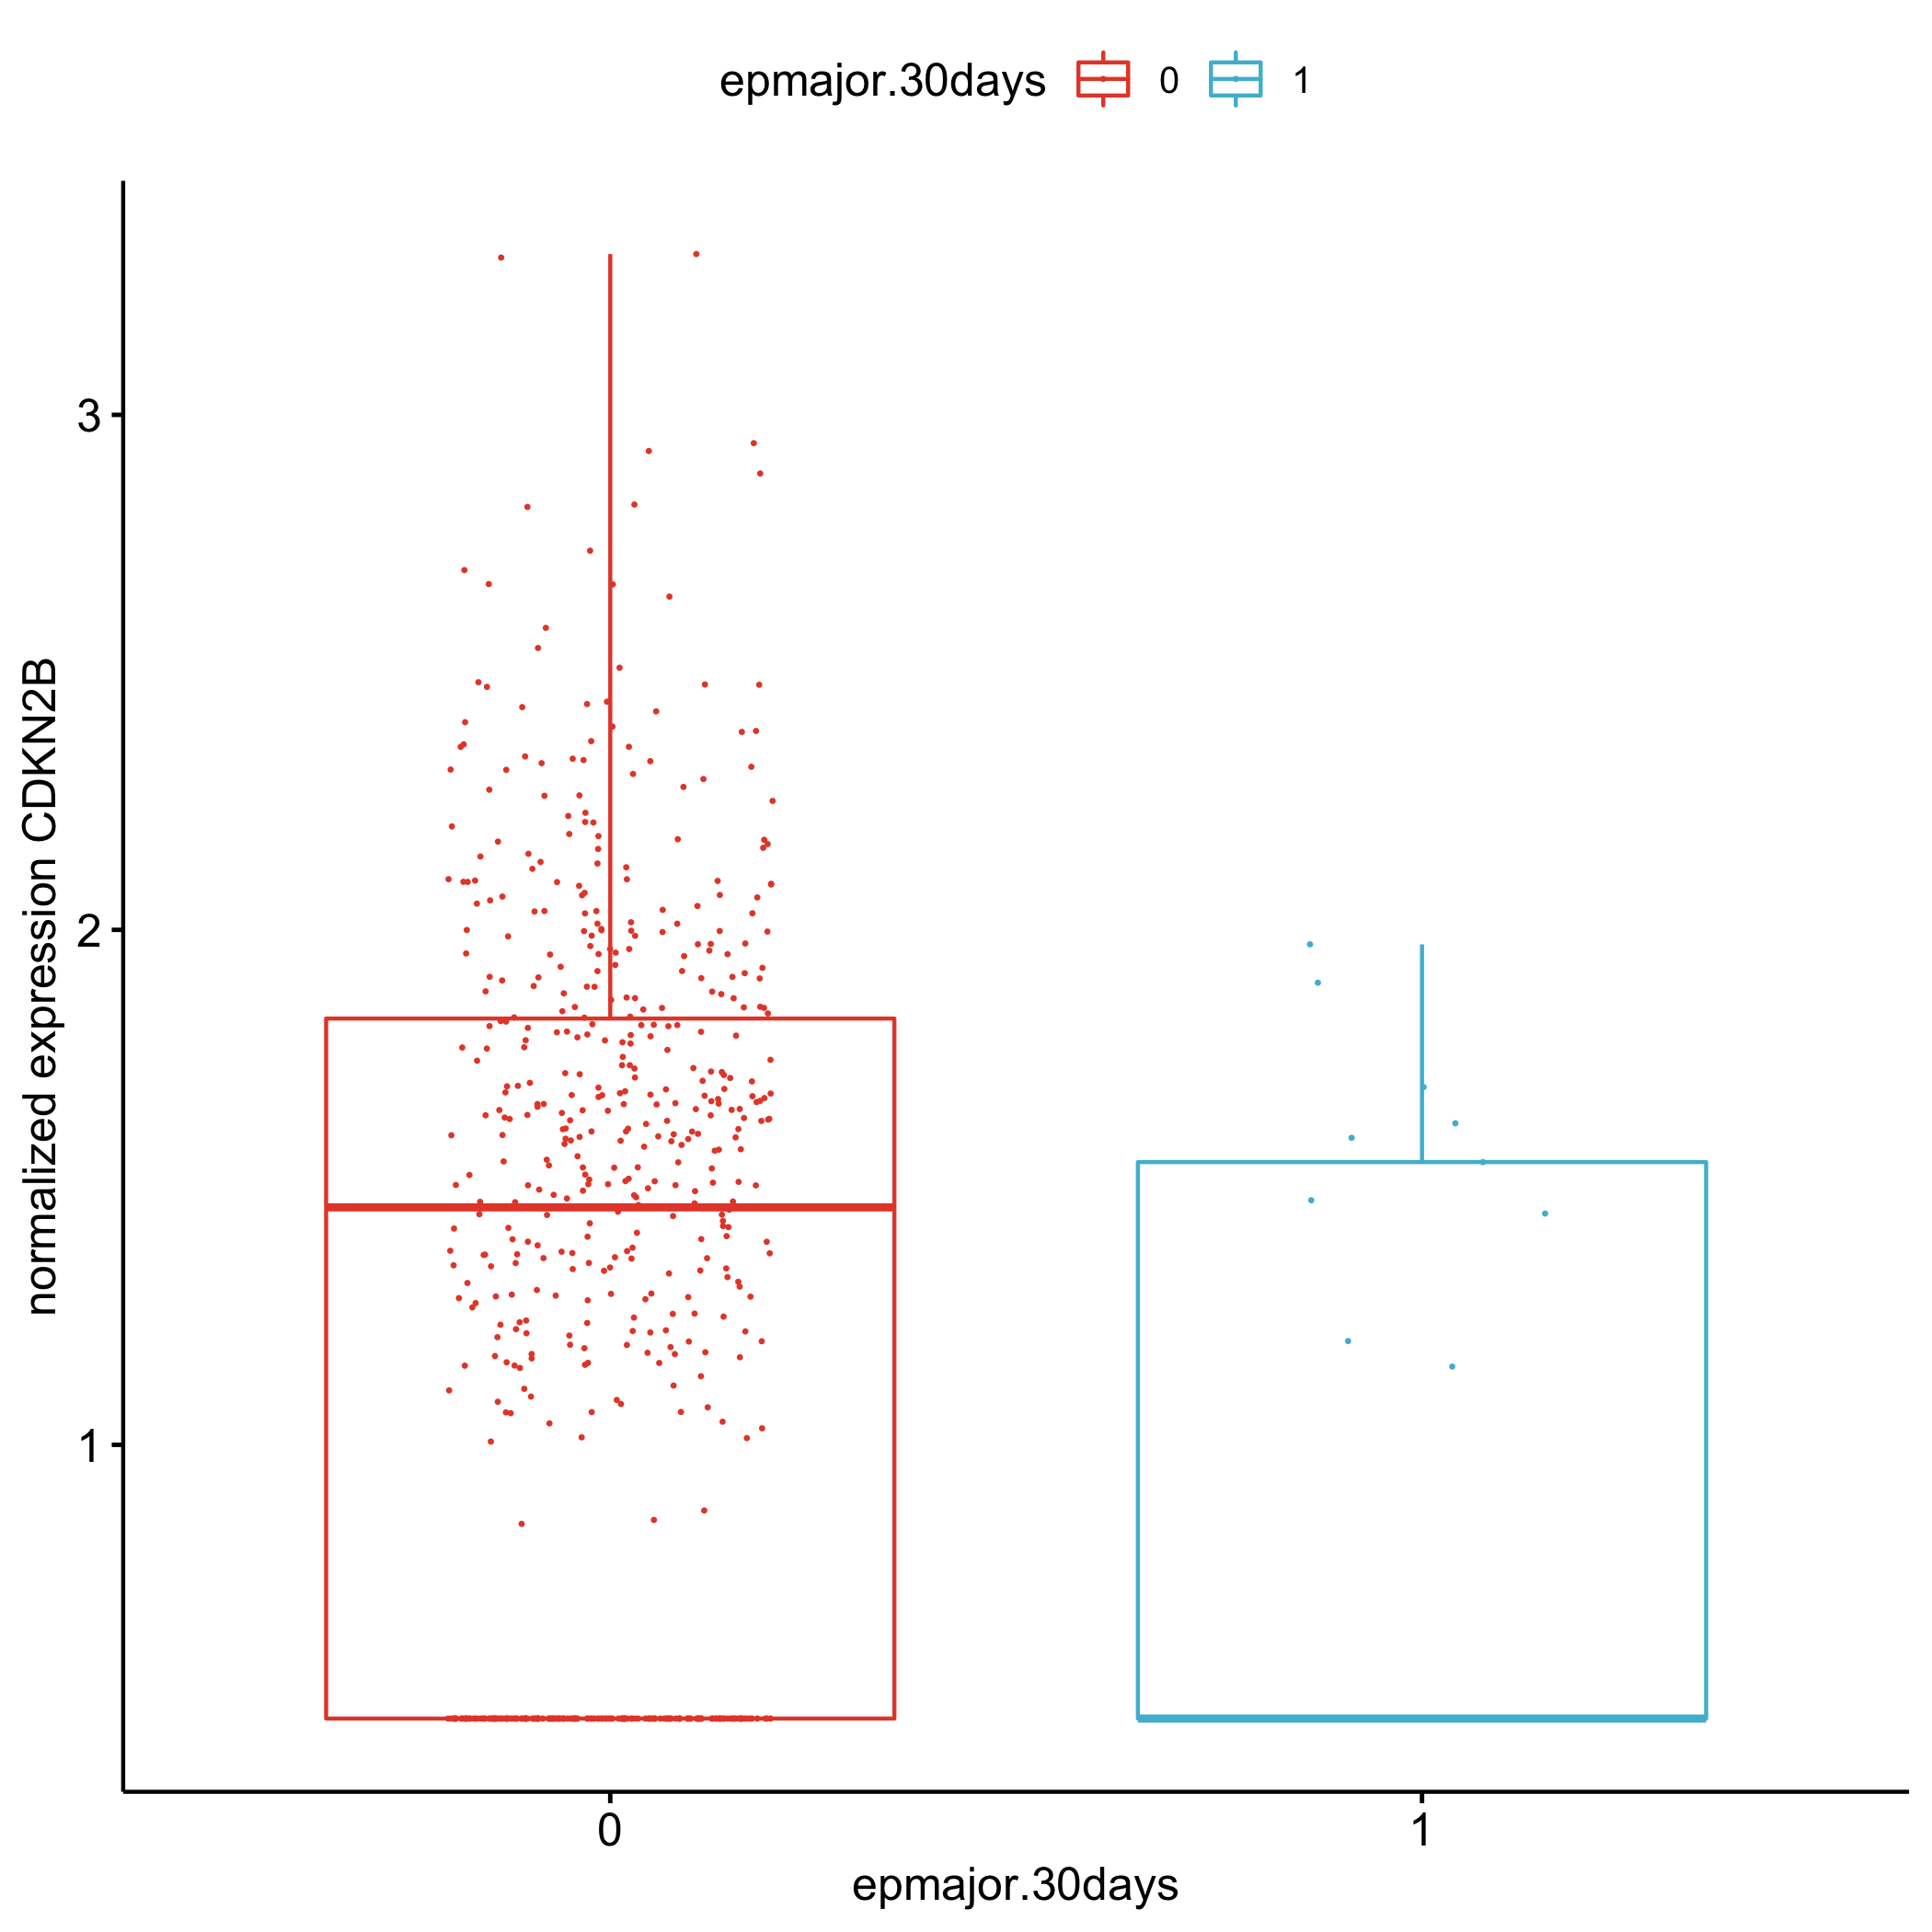 epmajor.30days 0 1
normalized expression CDKN2B
3
2
1
0 1
epmajor.30days